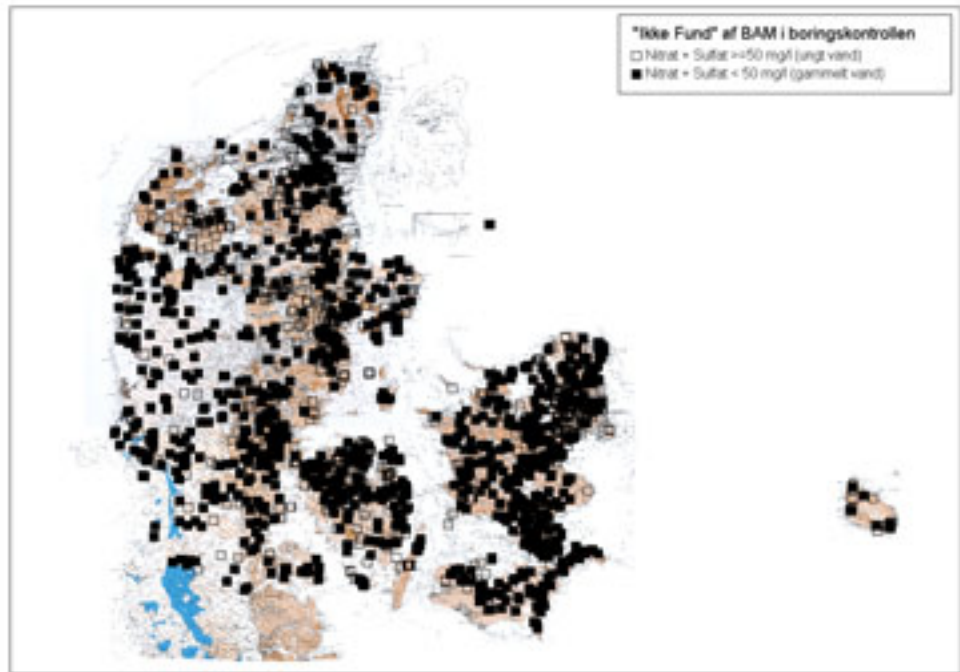 "Ikke Fund" af BAM i boringskontrollen
□ Nitrat + Sulfat >=50 mg/l (ungt vand)
■ Nitrat + Sulfat < 50 mg/l (gammelt vand)